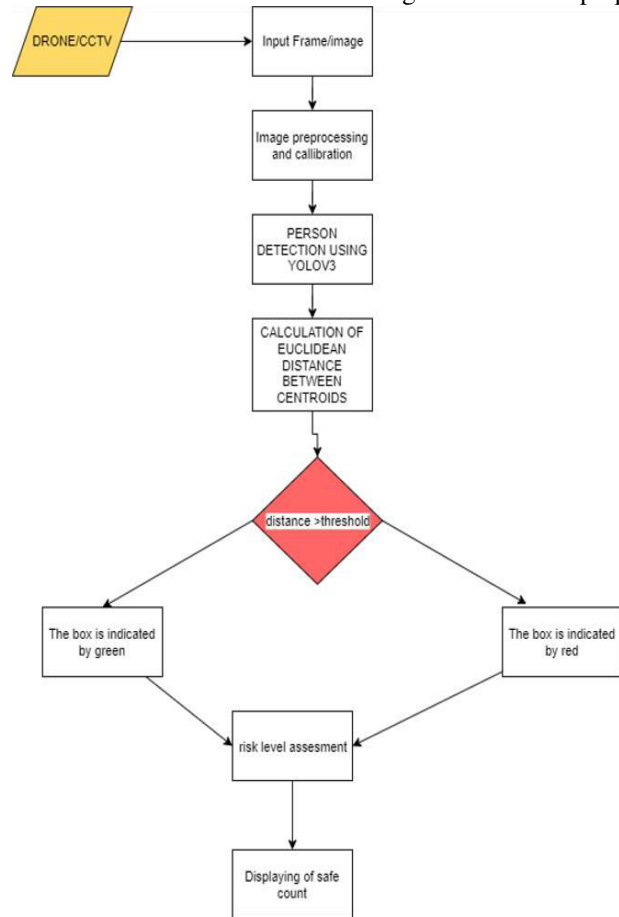 DRONE/CCTV
Input Frame/image
Image preprocessing
and callibration
PERSON
DETECTION USING
YOLOV3
CALCULATION OF
EUCLIDEAN
DISTANCE
BETWEEN
CENTROIDS
distance >threshold
The box is indicated
by green
The box is indicated
by red
risk level assesment
Displaying of safe
count